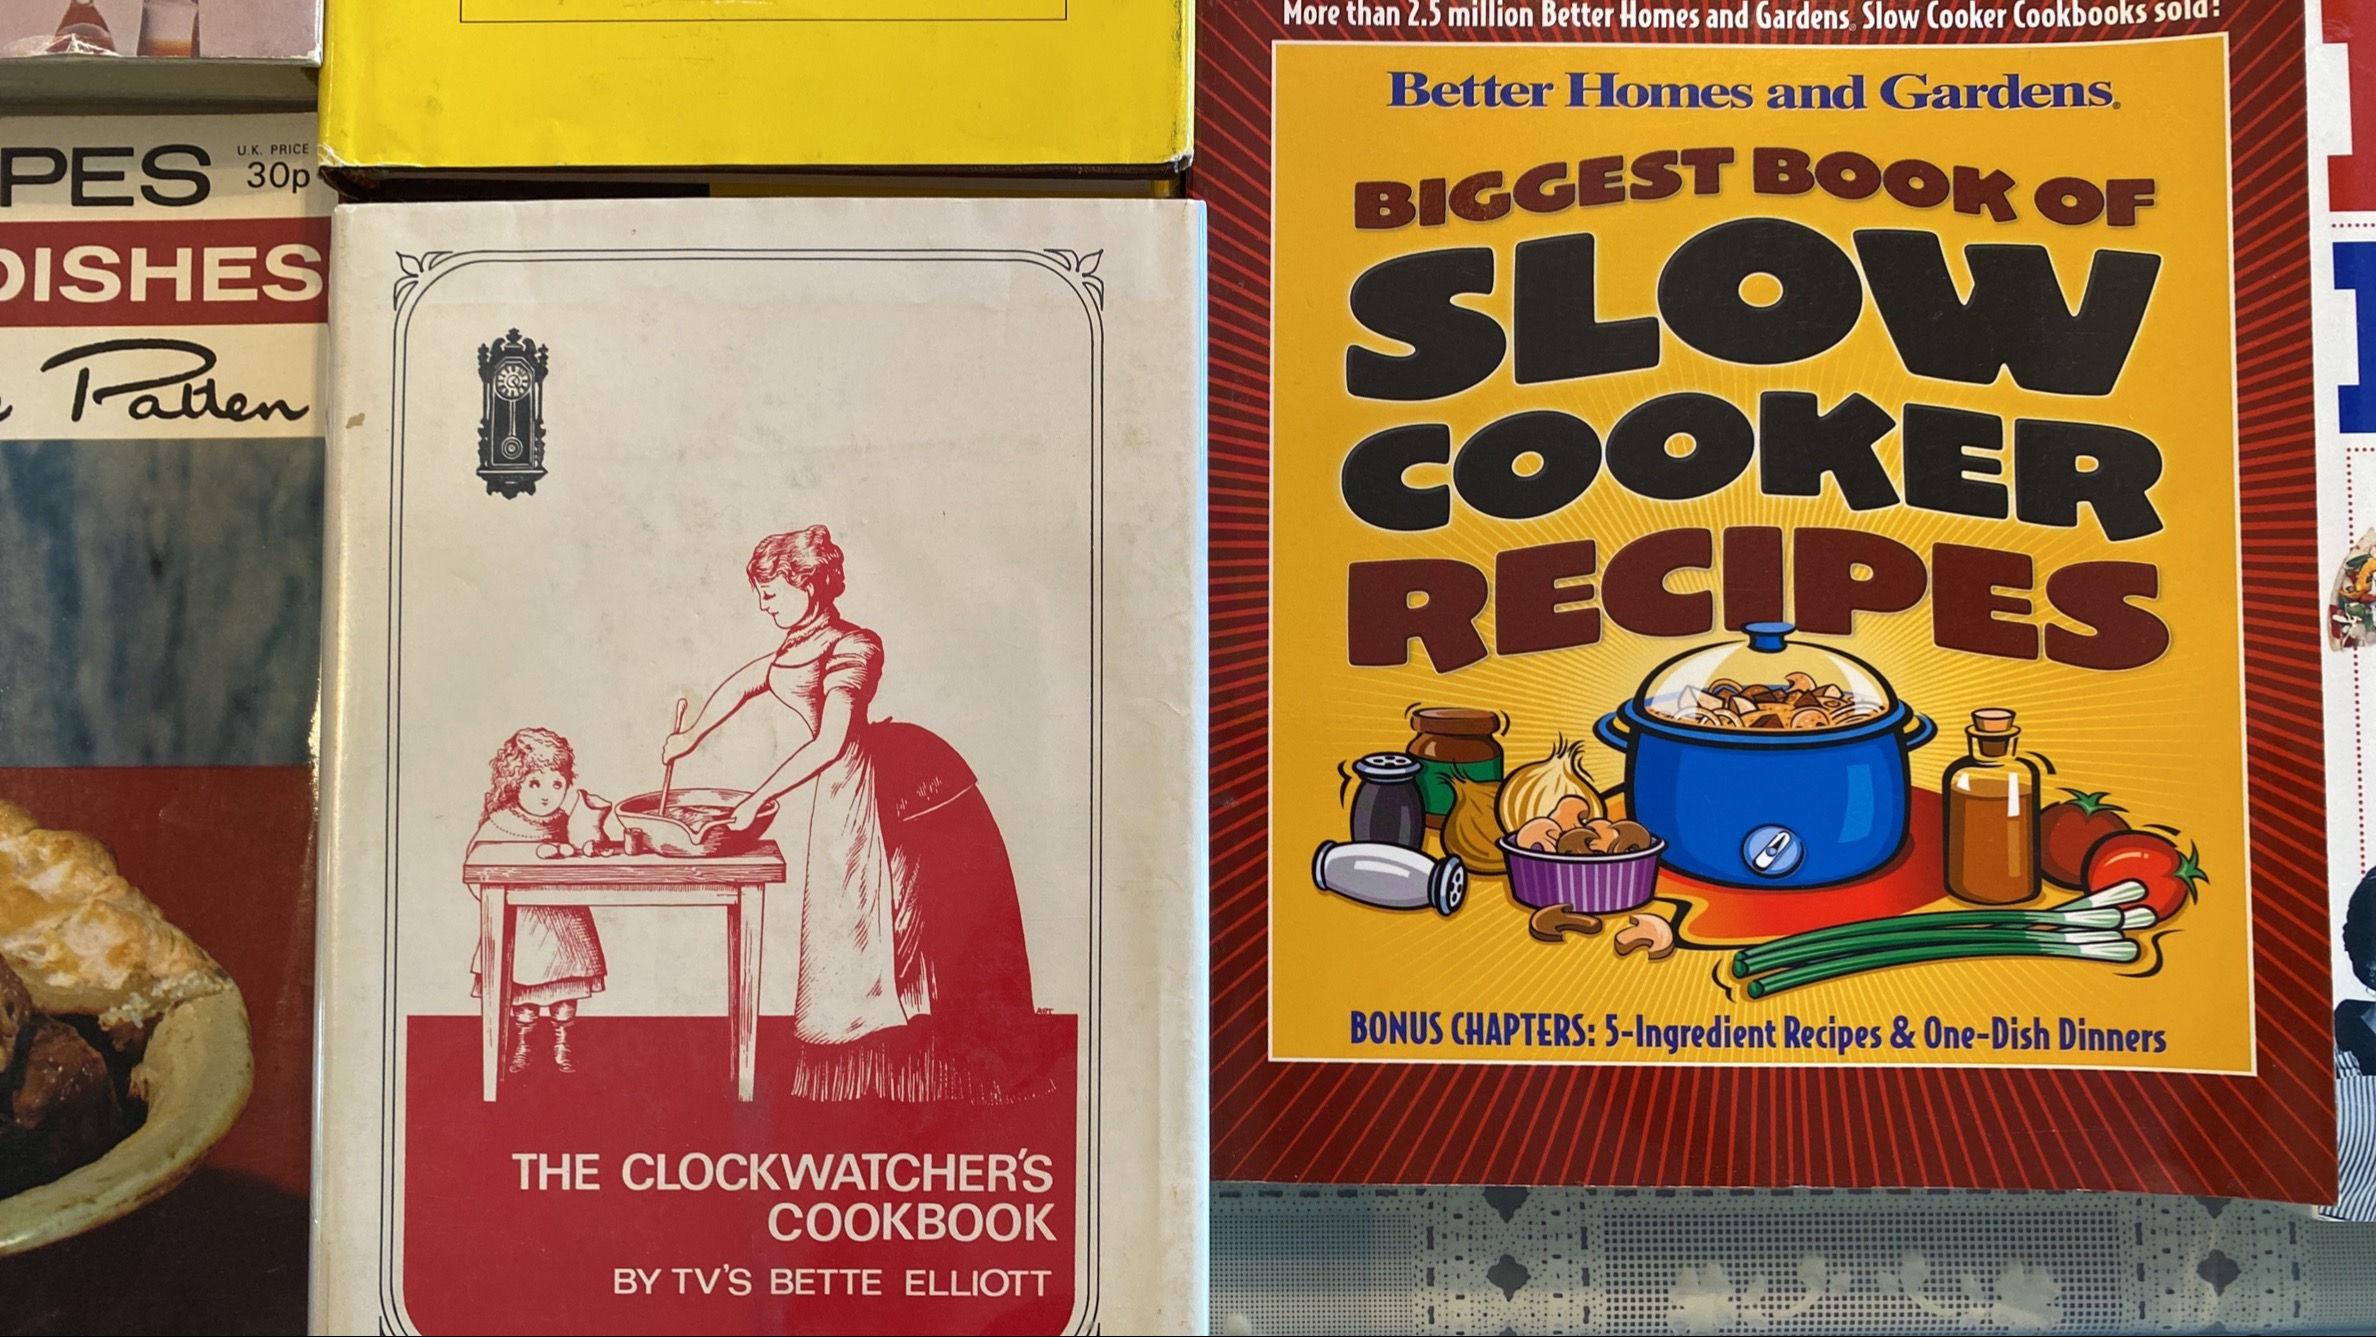 PES
U.K. PRICE
30p
DISHES
Patten
THE CLOCKWATCHER'S
COOKBOOK
BY TV'S BETTE ELLIOTT
ART
More than 2.5 million Better Homes and Gardens® Slow Cooker Cookbooks sold!
Better Homes and Gardens®
BIGGEST BOOK OF
SLOW
COOKER
RECIPES
BONUS CHAPTERS: 5-Ingredient Recipes & One-Dish Dinners